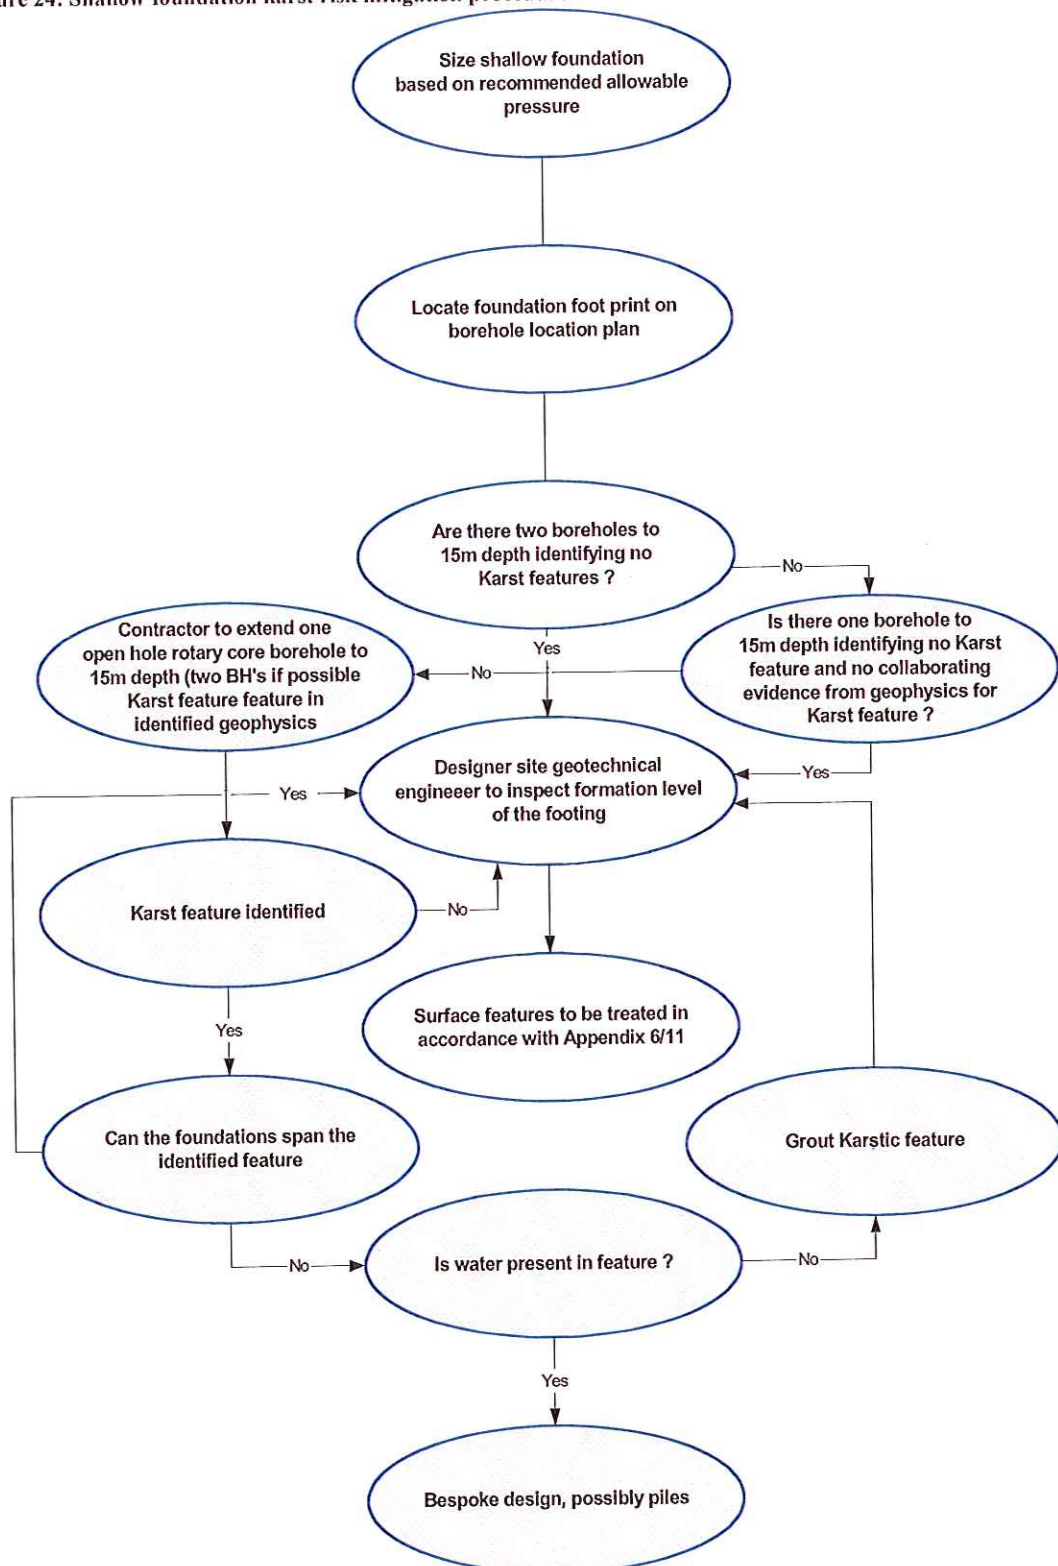 Size shallow foundation
based on recommended allowable
pressure
Locate foundation foot print on
borehole location plan
Are there two boreholes to
15m depth identifying no
Karst features ?
No
Contractor to extend one
open hole rotary core borehole to
15m depth (two BH's if possible
Karst feature feature in
identified geophysics
Yes
No
Is there one borehole to
15m depth identifying no Karst
feature and no collaborating
evidence from geophysics for
Karst feature ?
Yes
Yes
Designer site geotechnical
engineeer to inspect formation level
of the footing
Karst feature identified
No
Yes
Surface features to be treated in
accordance with Appendix 6/11
Can the foundations span the
identified feature
Grout Karstic feature
No
Is water present in feature ?
No
Yes
Bespoke design, possibly piles